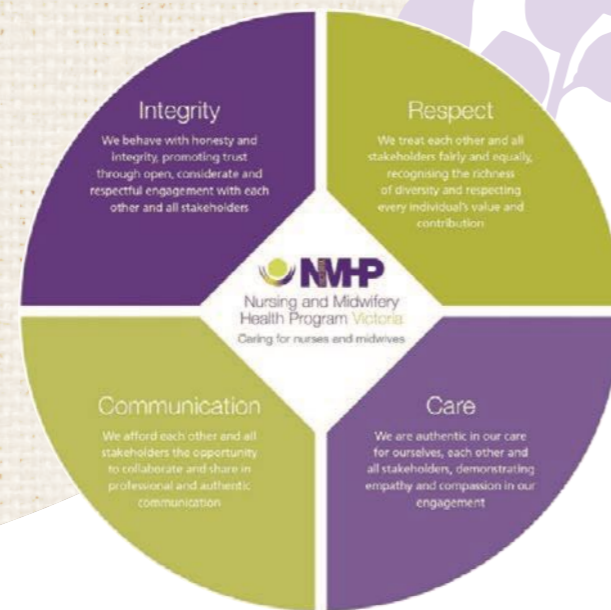 Integrity
We behave with honesty and
integrity, promoting trust
through open, considerate and
respectful engagement with each
other and all stakeholders
Respect
We treat each other and all
stakeholders fairly and equally,
recognising the richness
of diversity and respecting
every individual's value and
contribution
NMHP
Nursing and Midwifery
Health Program Victoria
Caring for nurses and midwives
Communication
We afford each other and all
stakeholders the opportunity
to collaborate and share in
professional and authentic
communication
Care
We are authentic in our care
for ourselves, each other and
all stakeholders, demonstrating
empathy and compassion in our
engagement